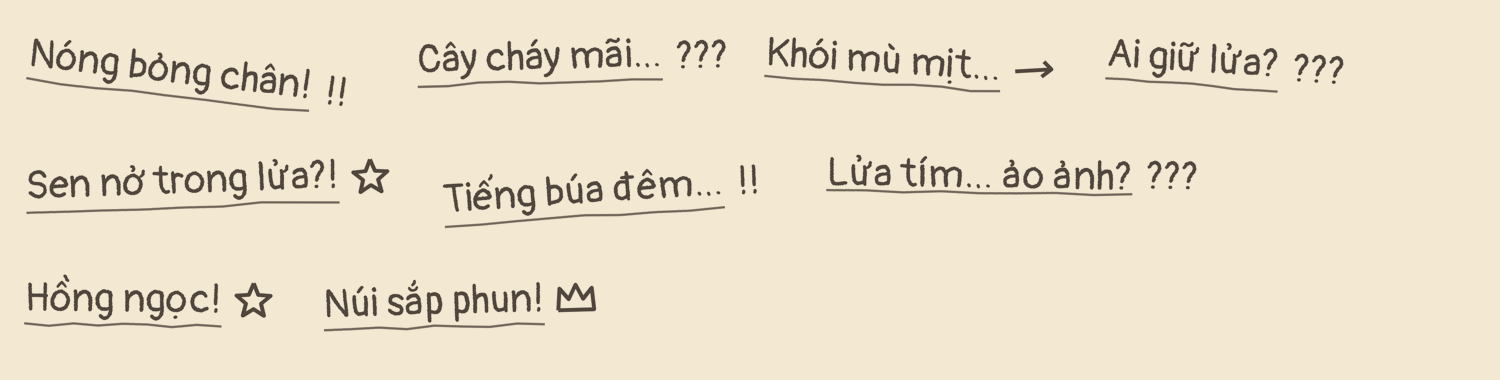 Nóng bỏng chân! !! Cây cháy mãi... ??? Khói mù mịt... → Ai giữ lửa? ???
Sen nở trong lửa?! ☆ Tiếng búa đêm... !! Lửa tím... ảo ảnh? ???
Hồng ngọc! ☆ Núi sắp phun!